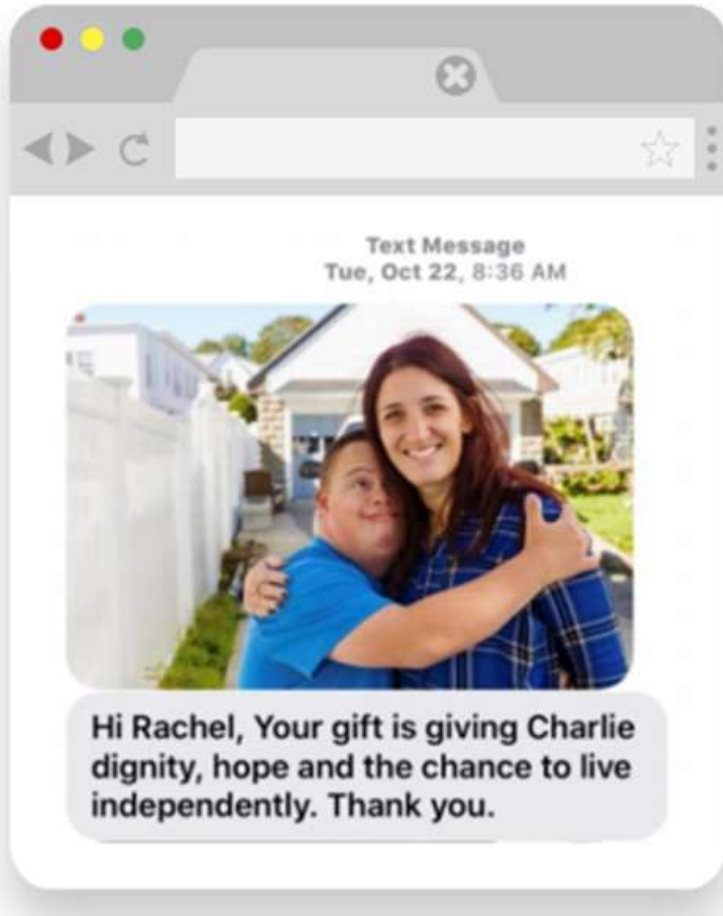 Text Message
Tue, Oct 22, 8:36 AM
Hi Rachel, Your gift is giving Charlie
dignity, hope and the chance to live
independently. Thank you.